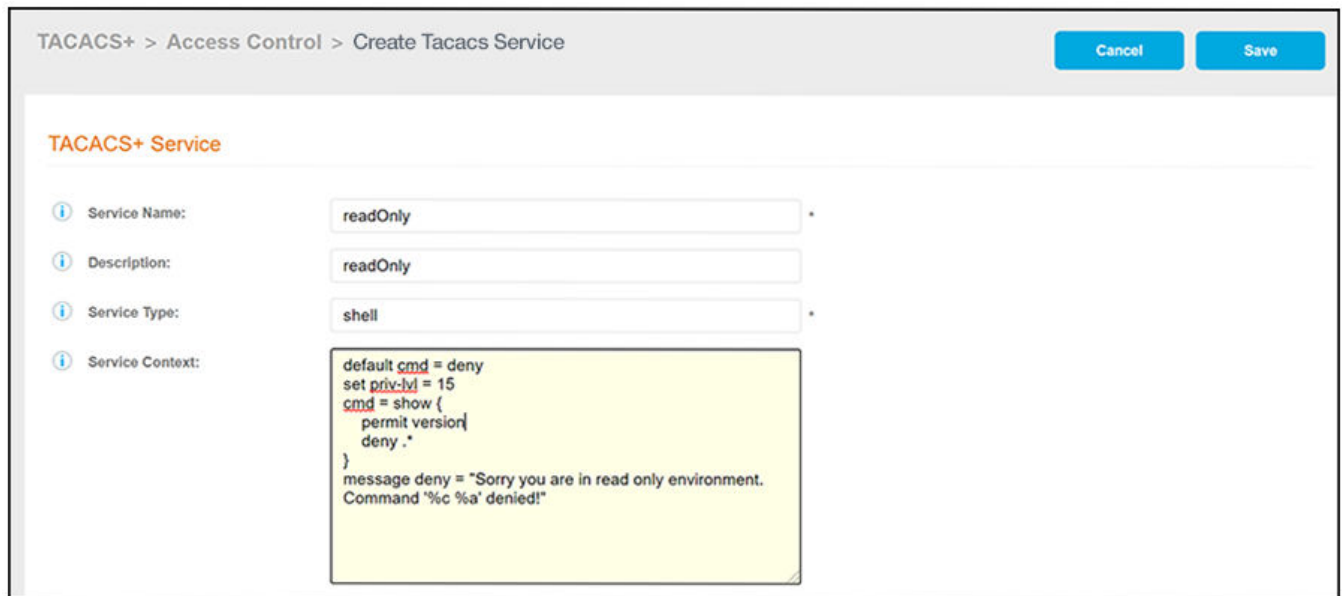 TACACS+ > Access Control > Create Tacacs Service
Cancel
Save
TACACS+ Service
Service Name:
readOnly
*
Description:
readOnly
Service Type:
shell
*
Service Context:
default cmd = deny
set priv-lvl = 15
cmd = show {
permit version
deny .*
}
message deny = "Sorry you are in read only environment.
Command '%c %a' denied!"